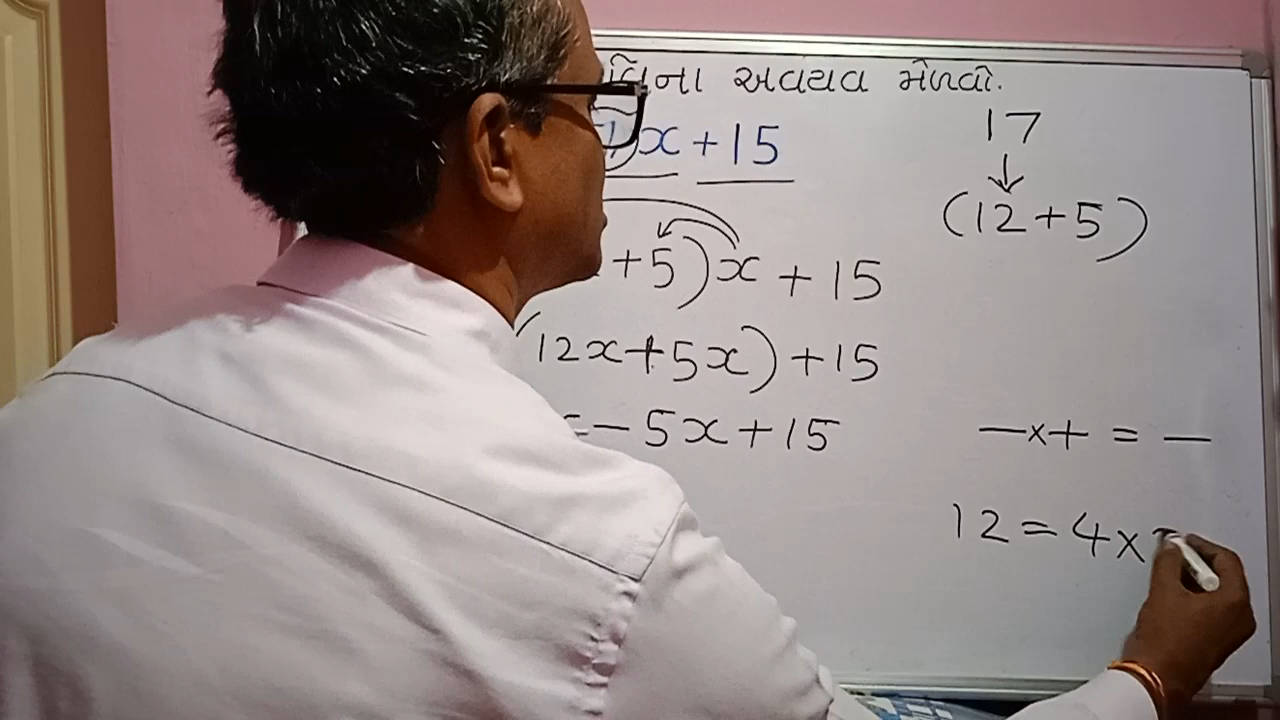 અવયવ મેળવો.
x + 15
17
↓
(12 + 5)
+ 5) x + 15
(12x + 5x) + 15
- 5x + 15
- × + = -
12 = 4 ×